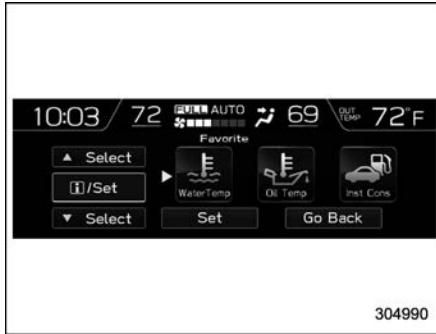 10:03 72 FULL AUTO 69 OUT TEMP 72°F
Favorite
▲ Select
i/Set
▼ Select
WaterTemp Oil Temp Inst Cons
Set Go Back
304990